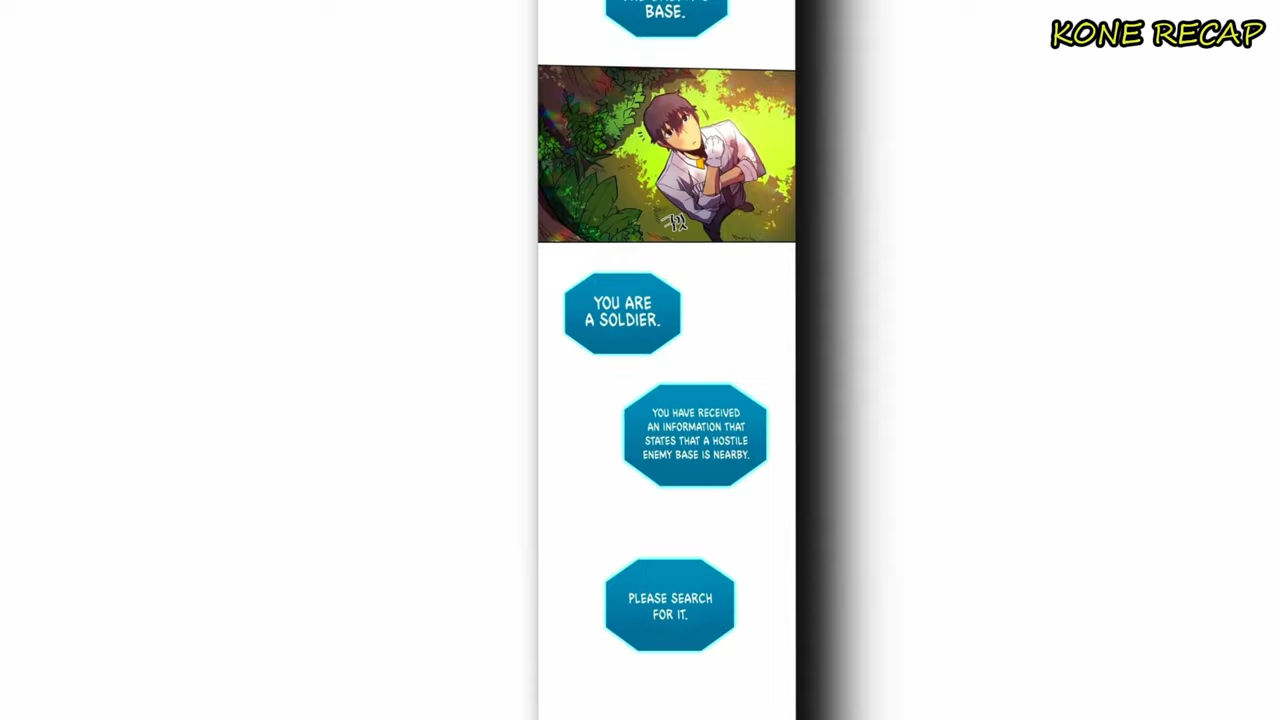 KONE RECAP
BASE.
YOU ARE
A SOLDIER.
YOU HAVE RECEIVED
AN INFORMATION THAT
STATES THAT A HOSTILE
ENEMY BASE IS NEARBY.
PLEASE SEARCH
FOR IT.